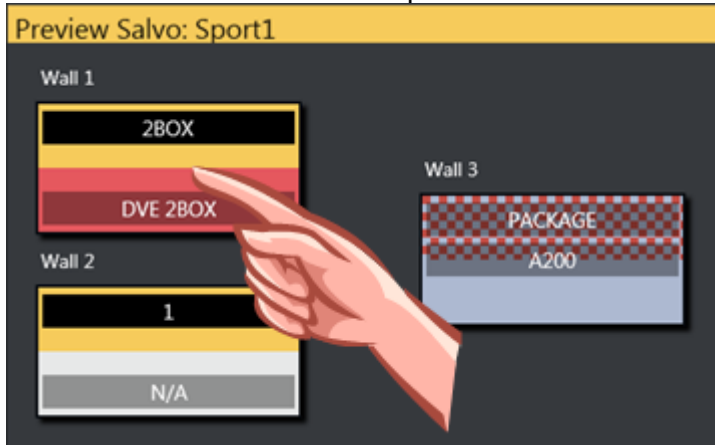 Preview Salvo: Sport1
Wall 1
2BOX
DVE 2BOX
Wall 2
1
N/A
Wall 3
PACKAGE
A200